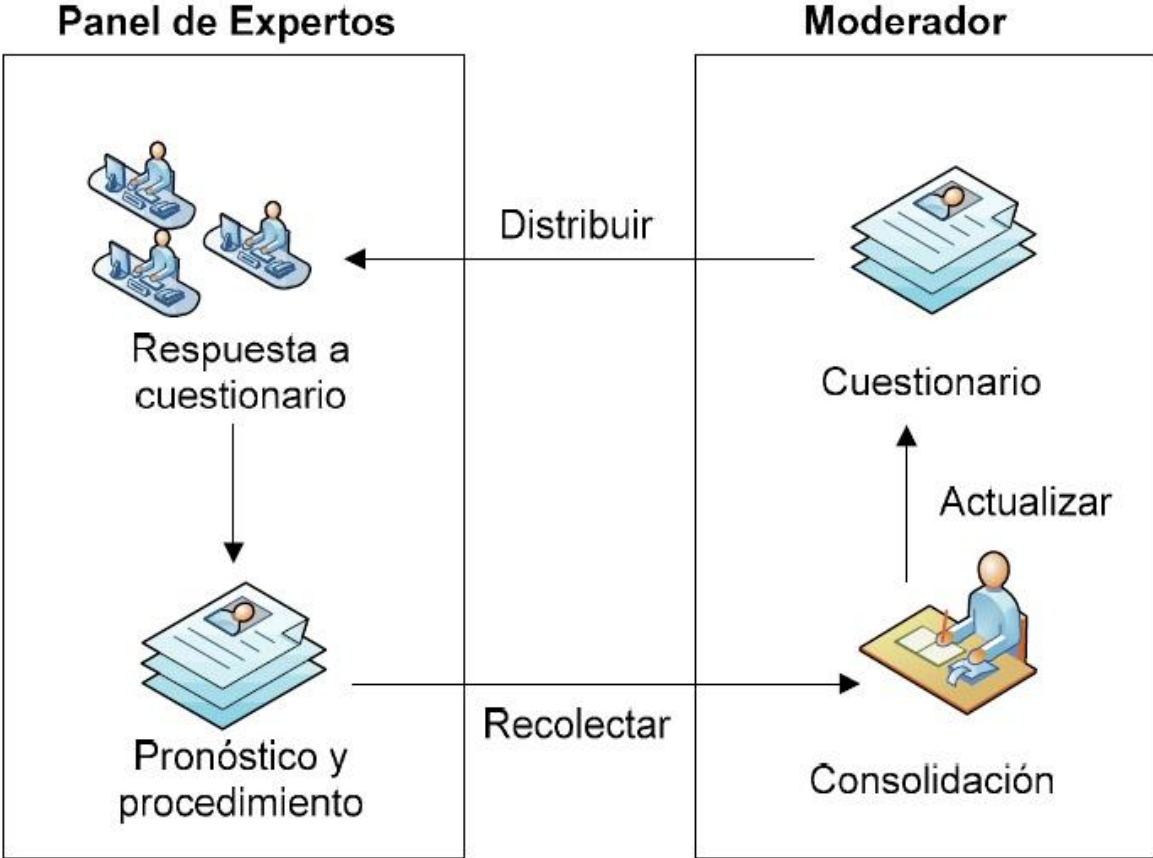 Panel de Expertos
Moderador
Distribuir
Respuesta a
cuestionario
Cuestionario
Actualizar
Recolectar
Pronóstico y
procedimiento
Consolidación